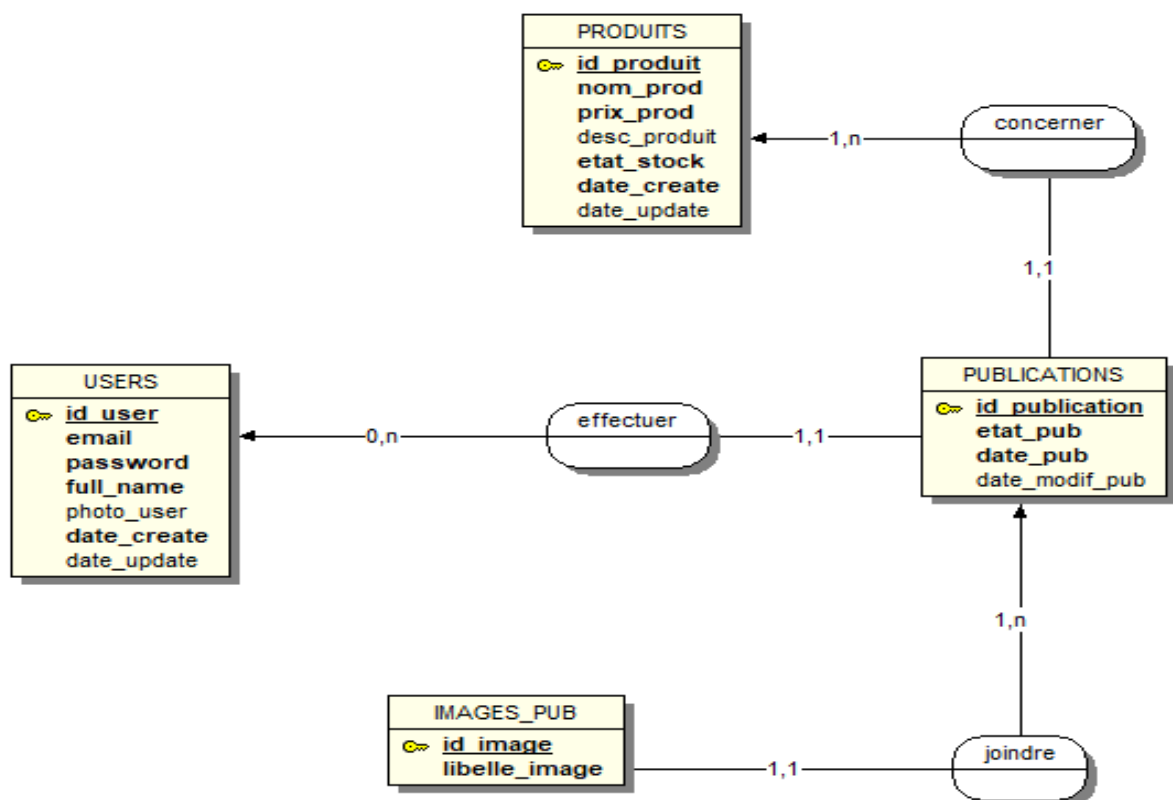 PRODUITS
id_produit
nom_prod
prix_prod
desc_produit
etat_stock
date_create
date_update
concerner
1,n
1,1
USERS
id_user
email
password
full_name
photo_user
date_create
date_update
0,n
effectuer
1,1
PUBLICATIONS
id_publication
etat_pub
date_pub
date_modif_pub
1,n
IMAGES_PUB
id_image
libelle_image
1,1
joindre